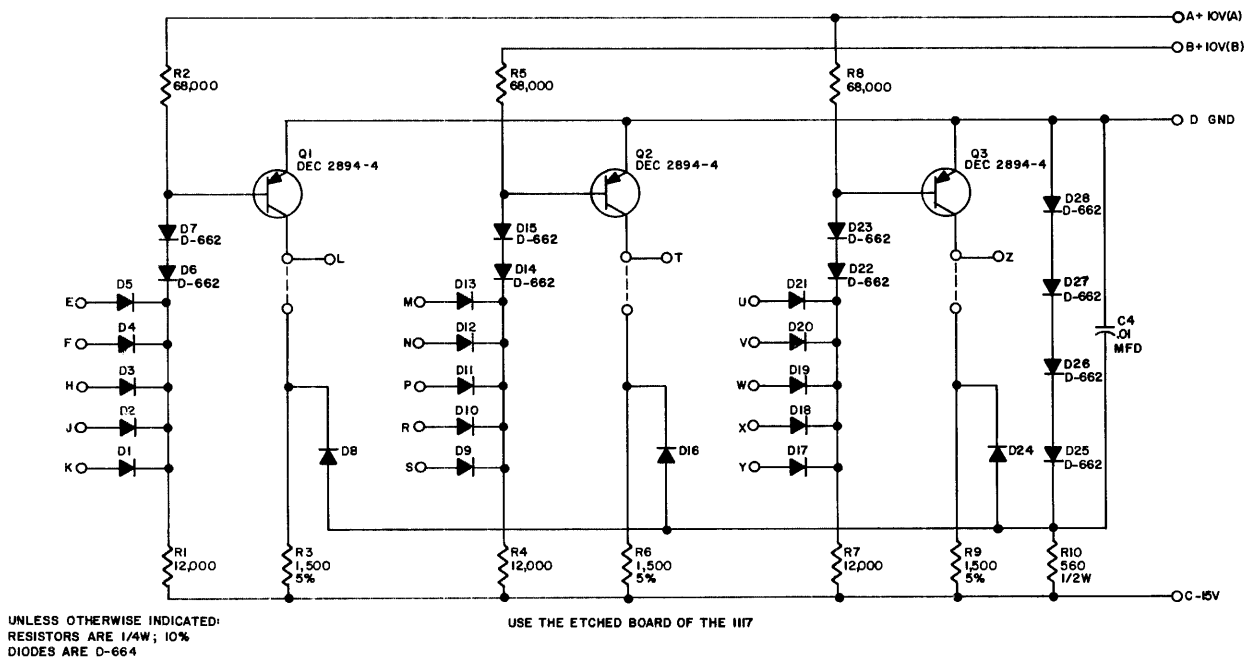 A+10V(A)
B+10V(B)
R2
68,000
R5
68,000
R8
68,000
D GND
Q1
DEC 2894-4
Q2
DEC 2894-4
Q3
DEC 2894-4
D7
D-662
D15
D-662
D23
D-662
D28
D-662
L
T
Z
D6
D-662
D14
D-662
D22
D-662
D27
D-662
E
D5
M
D13
U
D21
F
D4
N
D12
V
D20
C4
.01
MFD
H
D3
P
D11
W
D19
D26
D-662
J
D2
R
D10
X
D18
K
D1
S
D9
Y
D17
D8
D16
D24
D25
D-662
R1
12,000
R3
1,500
5%
R4
12,000
R6
1,500
5%
R7
12,000
R9
1,500
5%
R10
560
1/2W
C-15V
UNLESS OTHERWISE INDICATED:
RESISTORS ARE 1/4W; 10%
DIODES ARE D-664
USE THE ETCHED BOARD OF THE 1117